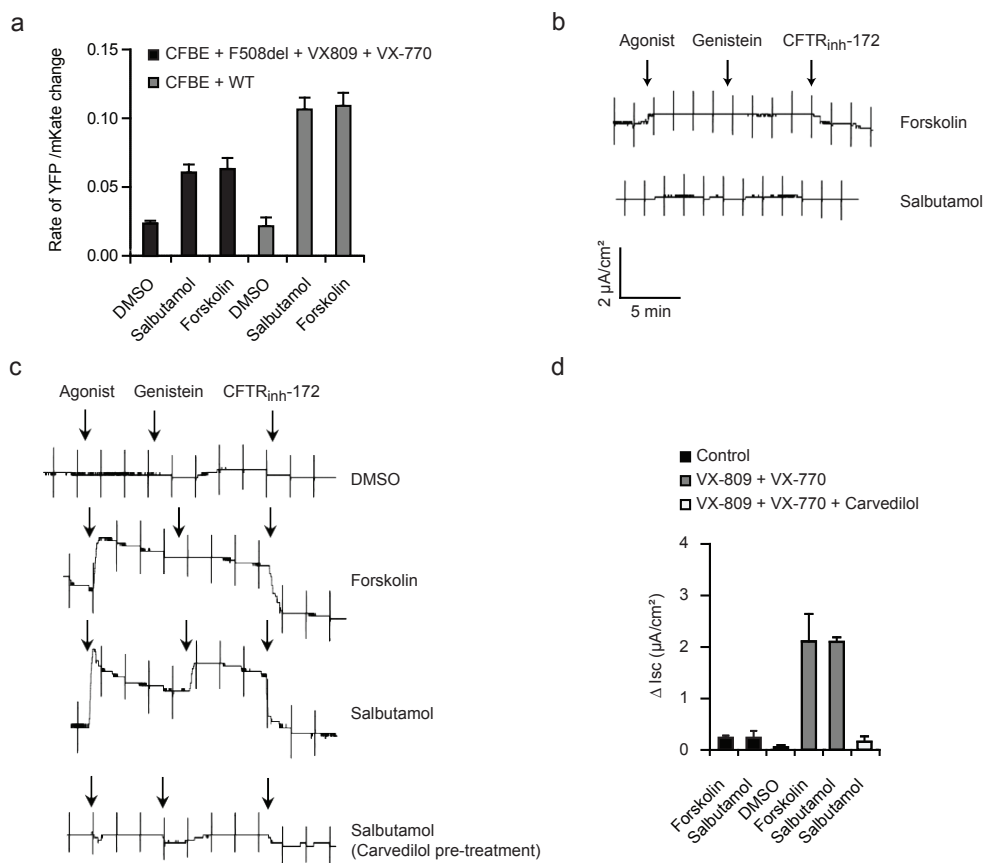 a
CFBE + F508del + VX809 + VX-770
CFBE + WT
Rate of YFP /mKate change
0.15
0.10
0.05
0.00
DMSO
Salbutamol
Forskolin
DMSO
Salbutamol
Forskolin
b
Agonist Genistein CFTRinh-172
Forskolin
Salbutamol
2 µA/cm²
5 min
c
Agonist Genistein CFTRinh-172
DMSO
Forskolin
Salbutamol
Salbutamol
(Carvedilol pre-treatment)
d
Control
VX-809 + VX-770
VX-809 + VX-770 + Carvedilol
Δ Isc (µA/cm²)
4
3
2
1
0
Forskolin
Salbutamol
DMSO
Forskolin
Salbutamol
Salbutamol